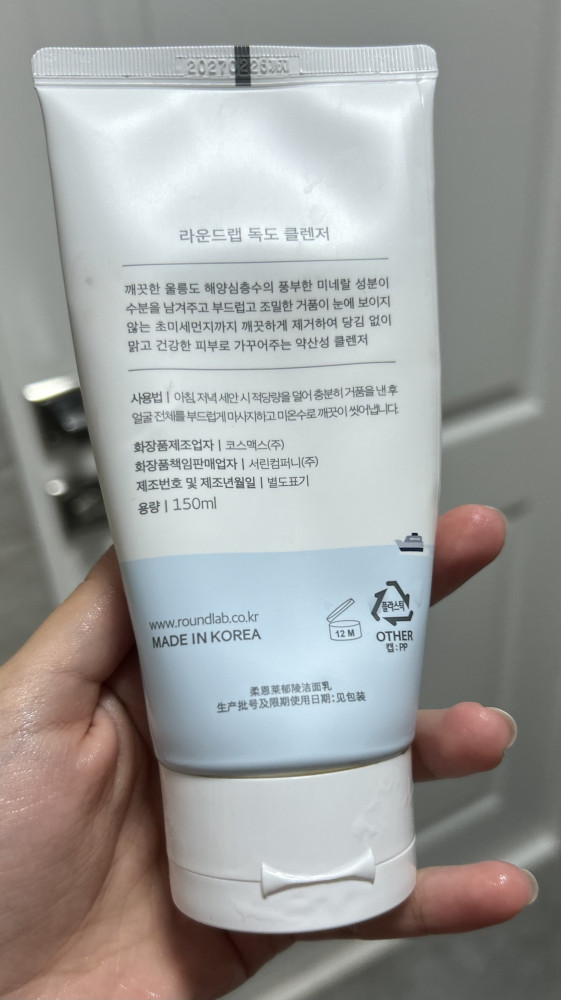 라운드랩 독도 클렌저
깨끗한 울릉도 해양심층수의 풍부한 미네랄 성분이
수분을 남겨주고 부드럽고 조밀한 거품이 눈에 보이지
않는 초미세먼지까지 깨끗하게 제거하여 당김 없이
맑고 건강한 피부로 가꾸어주는 약산성 클렌저
사용법 | 아침, 저녁 세안 시 적당량을 덜어 충분히 거품을 낸 후
얼굴 전체를 부드럽게 마사지하고 미온수로 깨끗이 씻어냅니다.
화장품제조업자 | 코스맥스(주)
화장품책임판매업자 | 서린컴퍼니(주)
제조번호 및 제조년월일 | 별도표기
용량 | 150ml
www.roundlab.co.kr
MADE IN KOREA
12 M
플라스틱
OTHER
캡 : PP
柔恩莱郁陵洁面乳
生产批号及限期使用日期:见包装